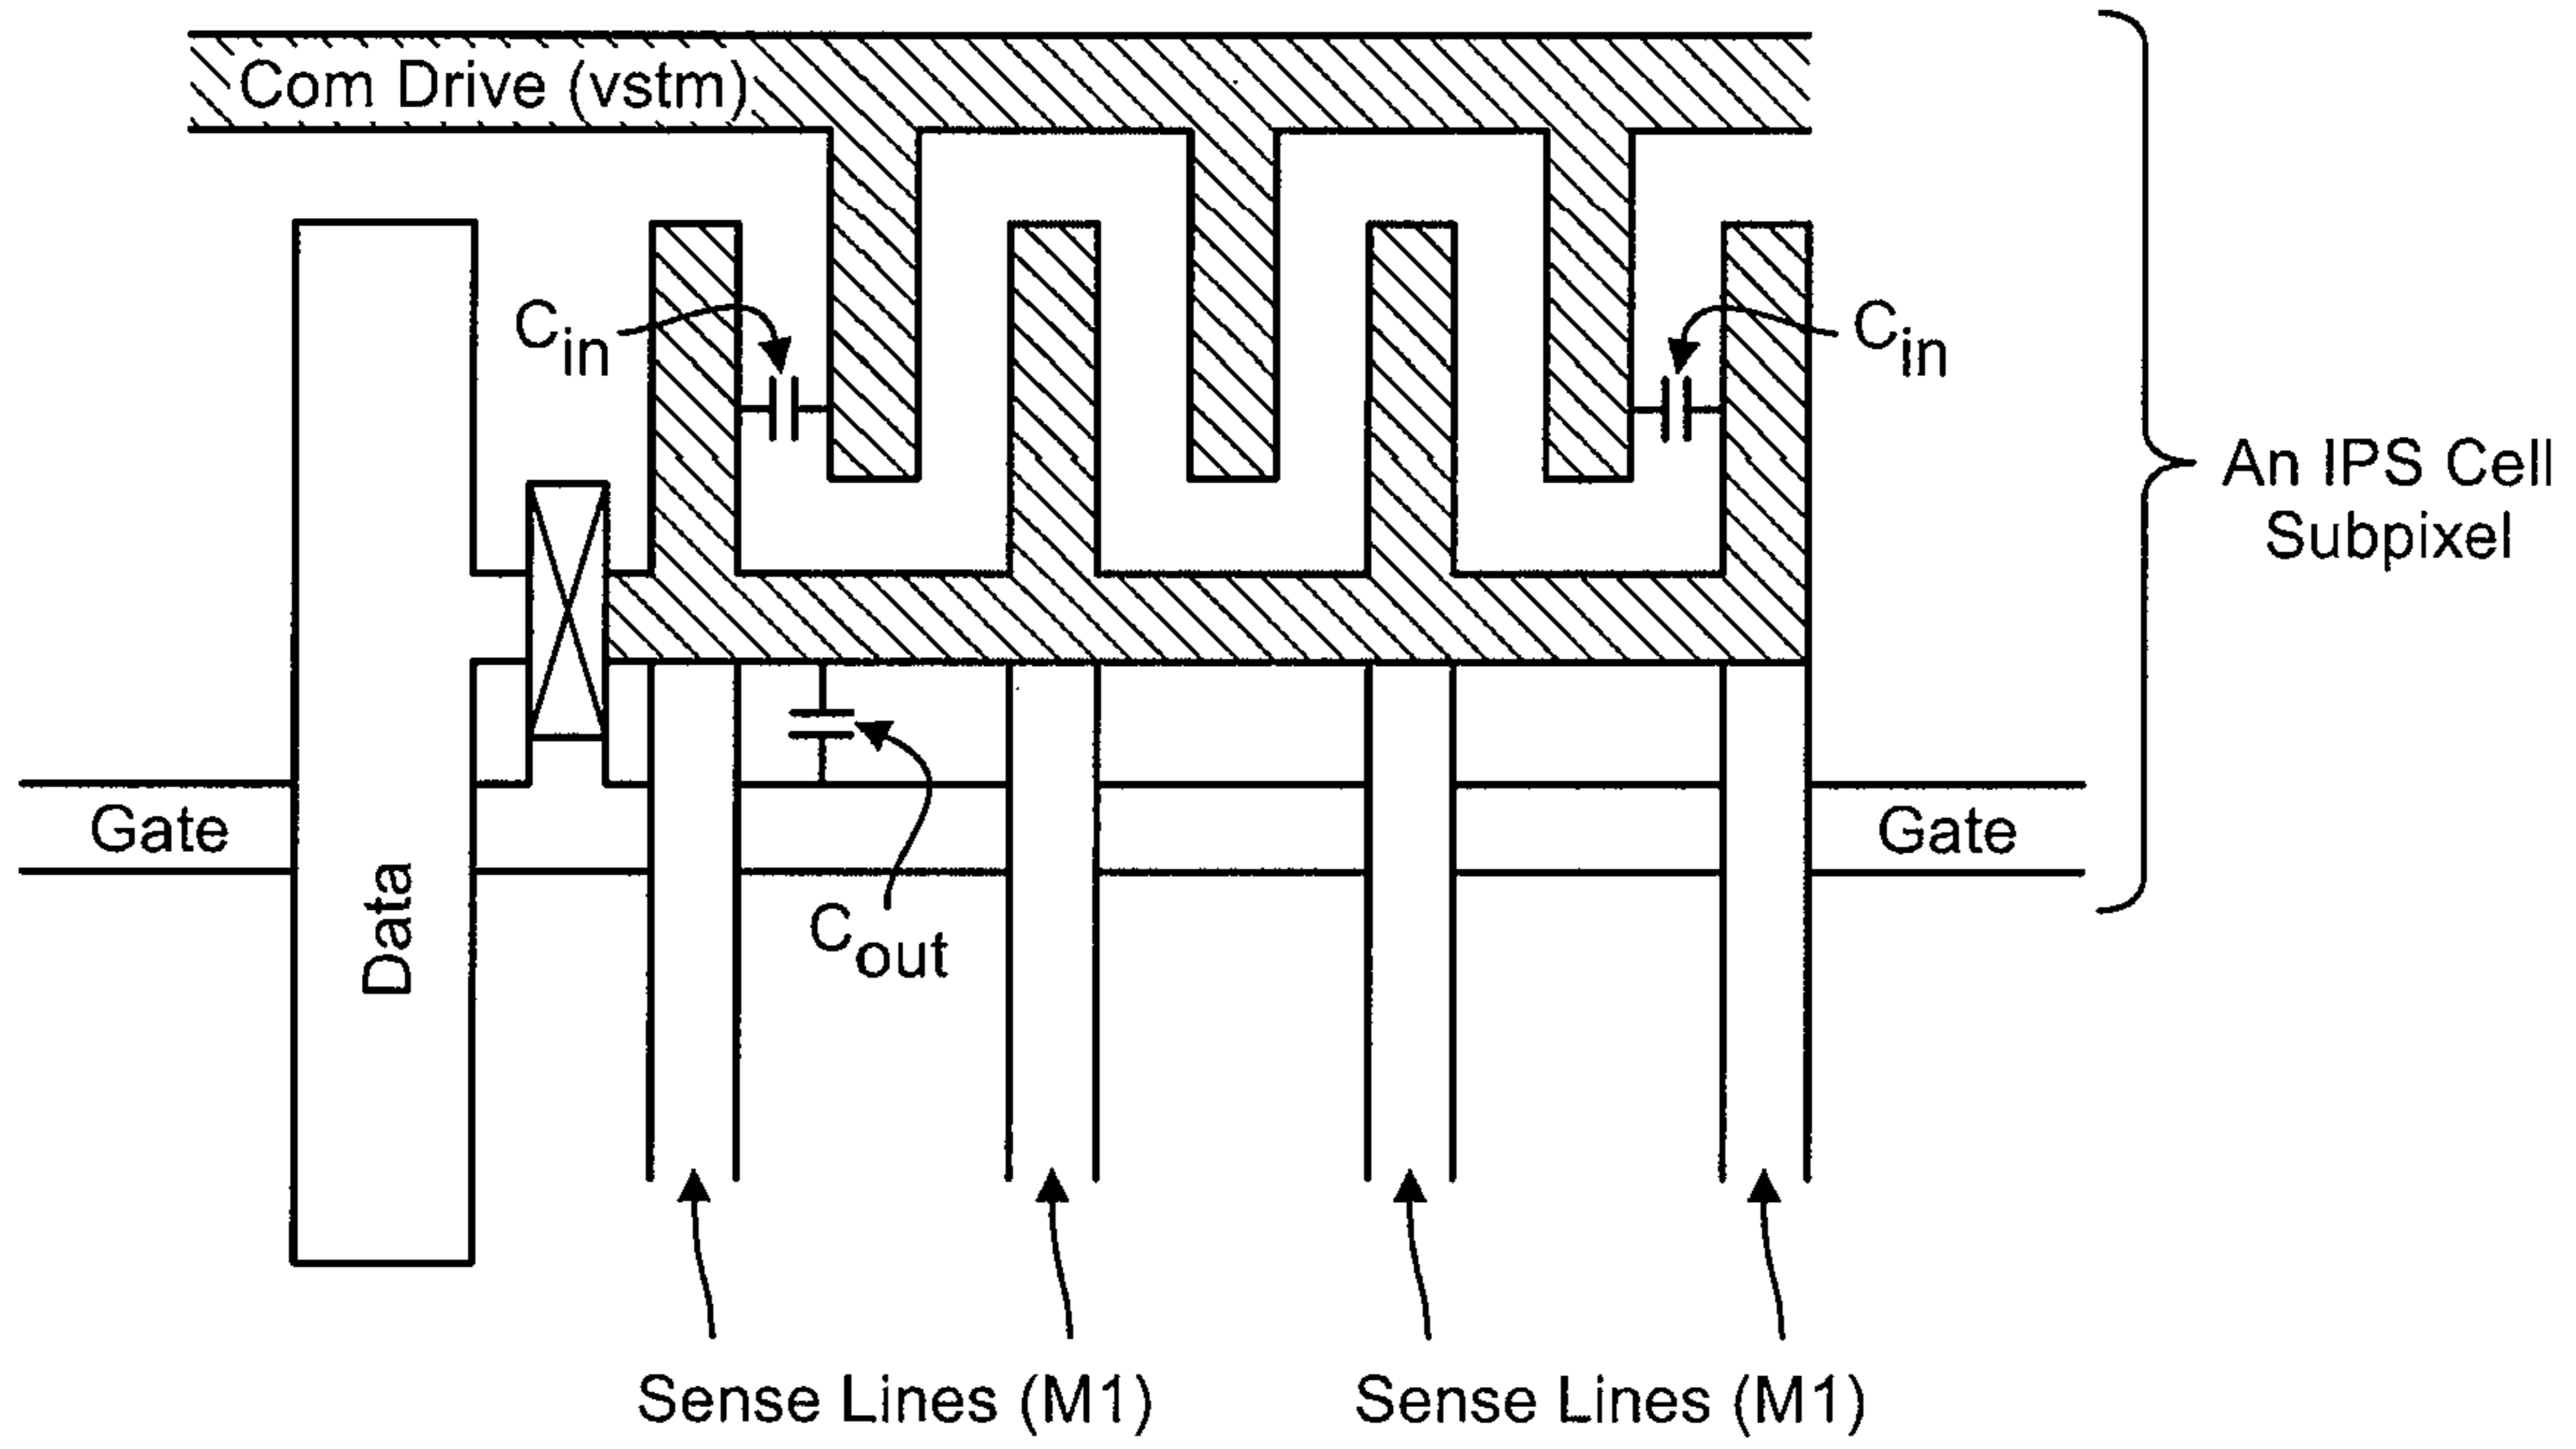 Com Drive (vstm)
Cin
Cin
An IPS Cell
Subpixel
Gate
Gate
Data
Cout
Sense Lines (M1)
Sense Lines (M1)